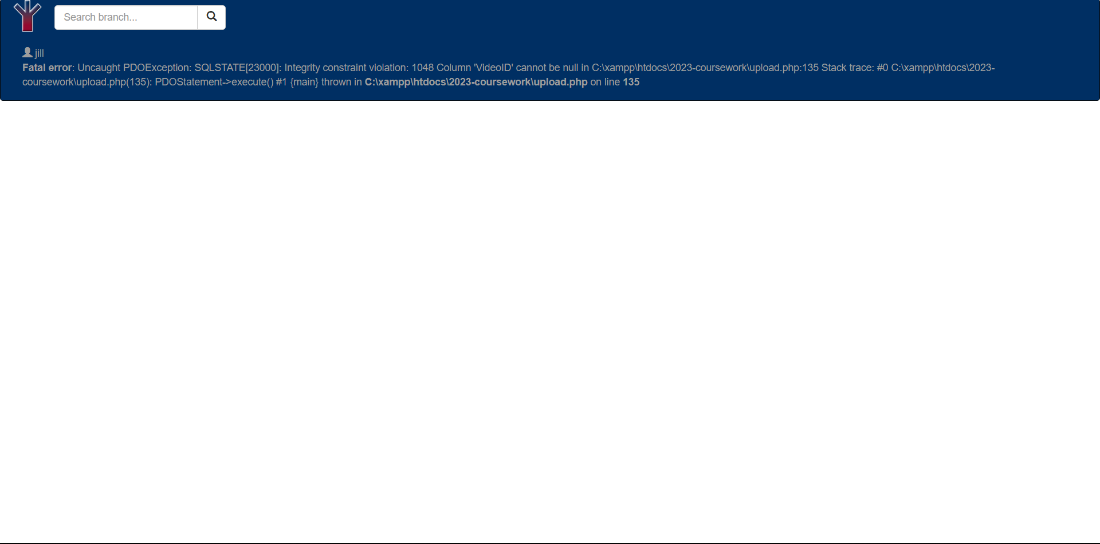 Search branch...
jill
Fatal error: Uncaught PDOException: SQLSTATE[23000]: Integrity constraint violation: 1048 Column 'VideoID' cannot be null in C:\xampp\htdocs\2023-coursework\upload.php:135 Stack trace: #0 C:\xampp\htdocs\2023-
coursework\upload.php(135): PDOStatement->execute() #1 {main} thrown in C:\xampp\htdocs\2023-coursework\upload.php on line 135